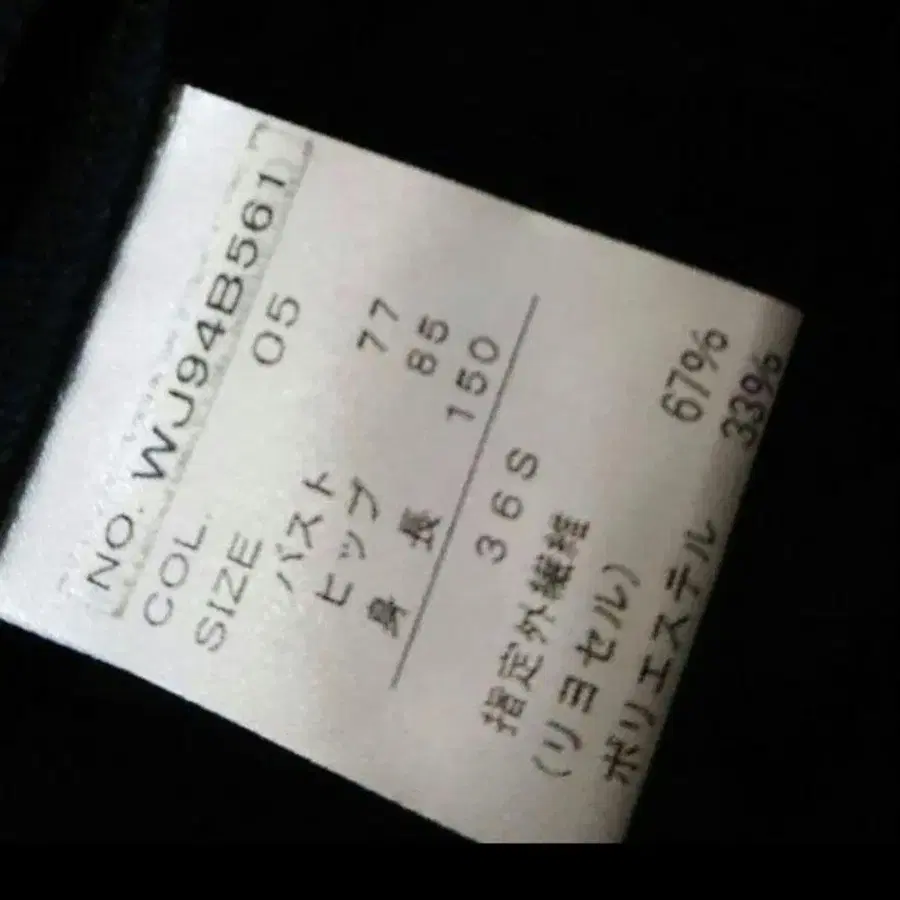 NO. WJ94B561
COL. 05
SIZE
バスト 77
ヒップ 85
身 長 150
36S
指定外繊維
(リヨセル) 67%
ポリエステル 33%